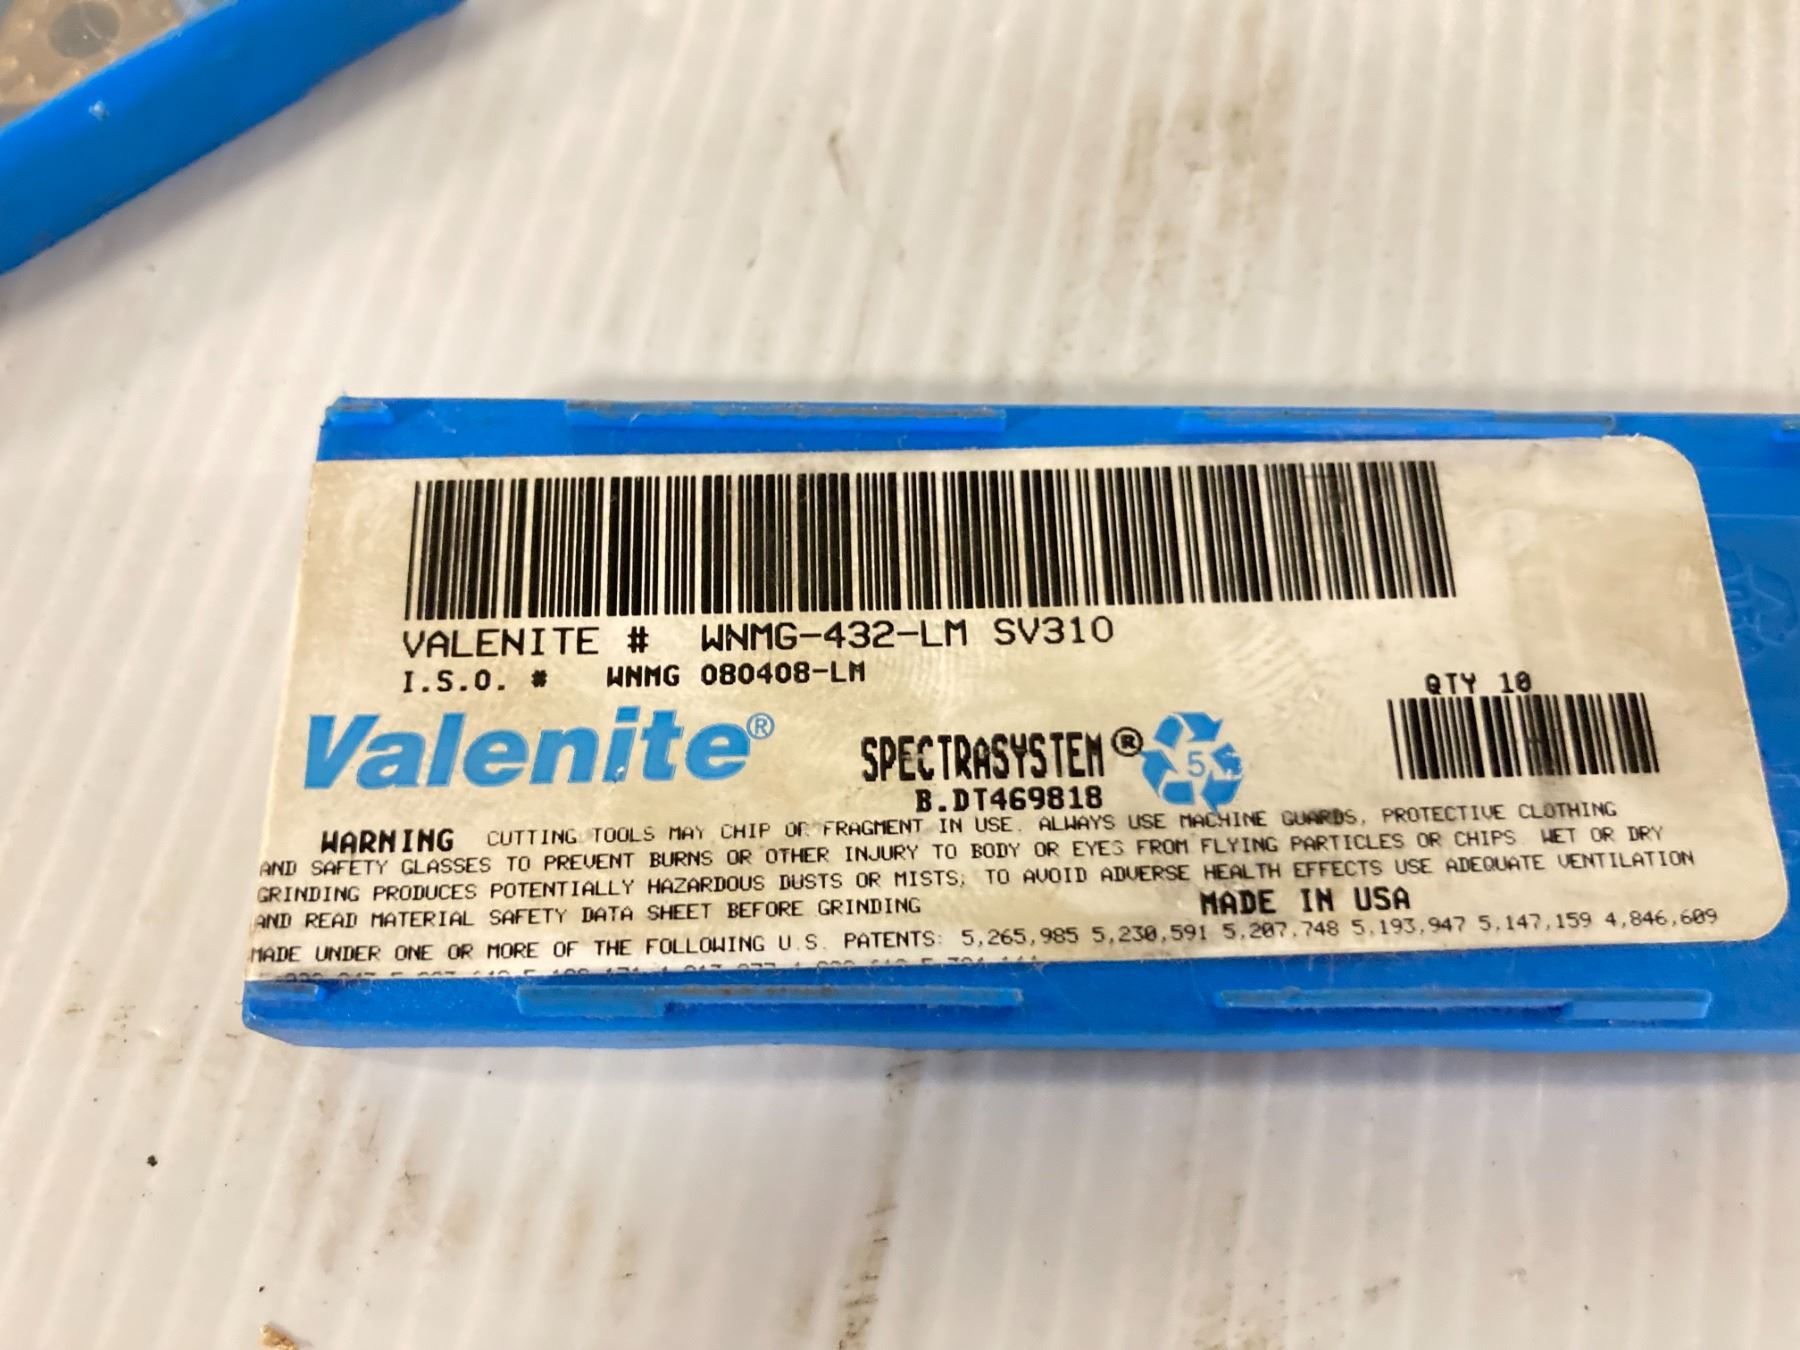 VALENITE # WNMG-432-LM SV310
I.S.O. # WNMG 080408-LM
QTY 10
Valenite®
SPECTRASYSTEM®
5
B.DT469818
WARNING CUTTING TOOLS MAY CHIP OR FRAGMENT IN USE. ALWAYS USE MACHINE GUARDS, PROTECTIVE CLOTHING
AND SAFETY GLASSES TO PREVENT BURNS OR OTHER INJURY TO BODY OR EYES FROM FLYING PARTICLES OR CHIPS. WET OR DRY
GRINDING PRODUCES POTENTIALLY HAZARDOUS DUSTS OR MISTS; TO AVOID ADVERSE HEALTH EFFECTS USE ADEQUATE VENTILATION
AND READ MATERIAL SAFETY DATA SHEET BEFORE GRINDING
MADE IN USA
MADE UNDER ONE OR MORE OF THE FOLLOWING U.S. PATENTS: 5,265,985 5,230,591 5,207,748 5,193,947 5,147,159 4,846,609